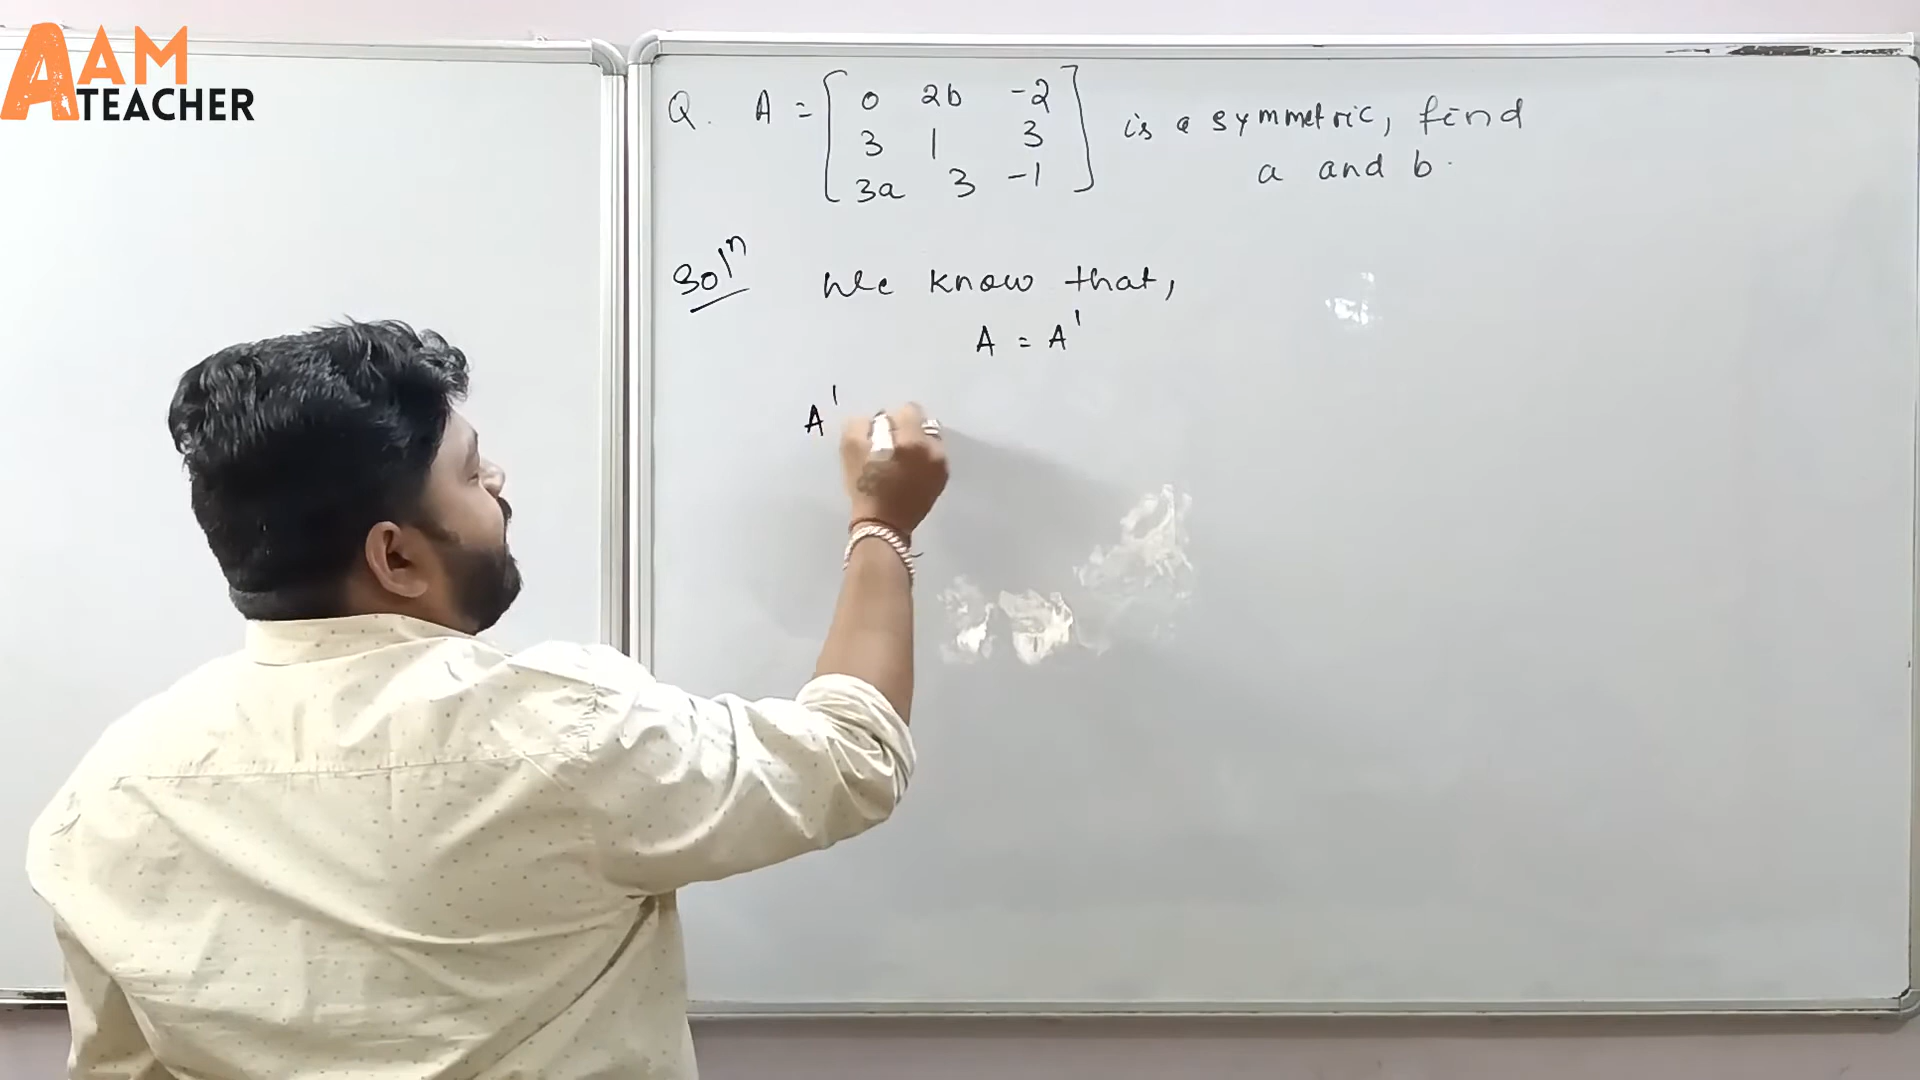 AAM
TEACHER
Q. A = [ 0 2b -2
3 1 3
3a 3 -1 ] is a symmetric, find
a and b.
Solⁿ We know that,
A = A'
A'